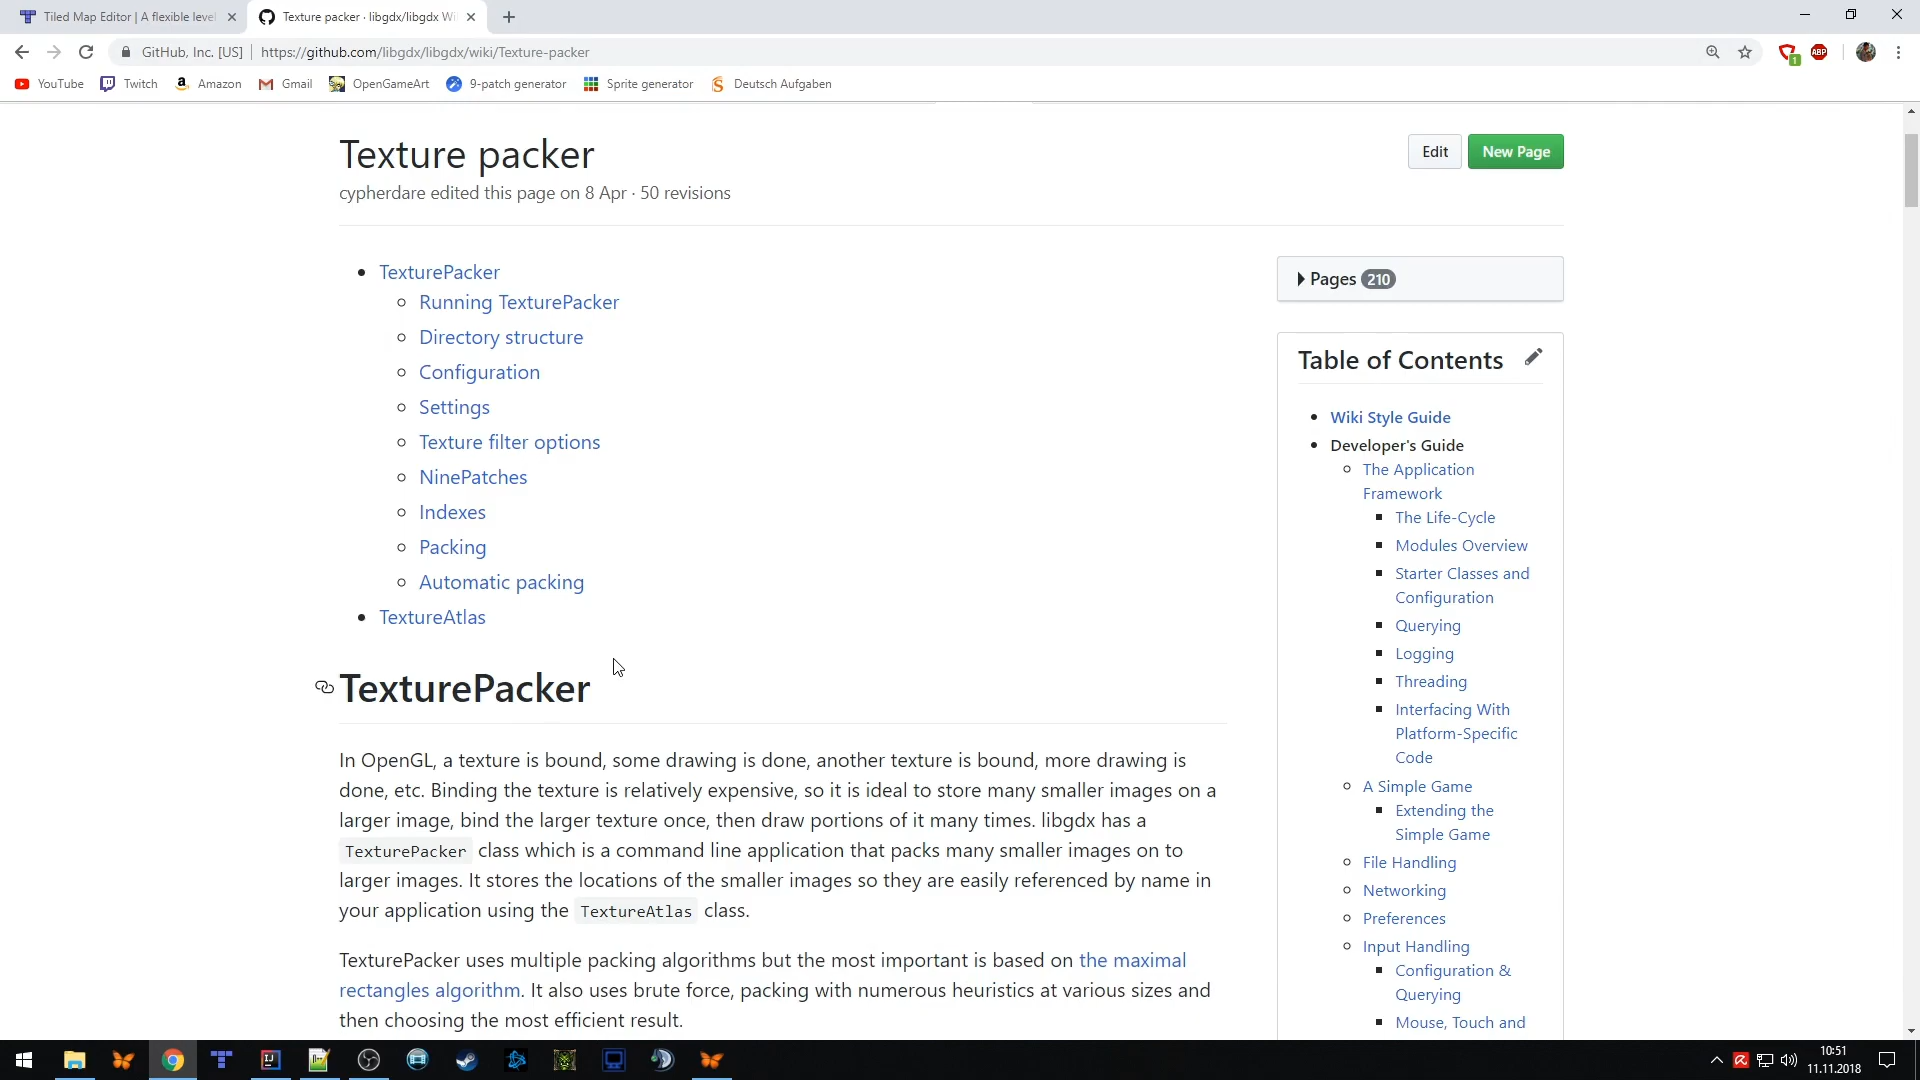 Tiled Map Editor | A flexible level
Texture packer · libgdx/libgdx Wi
GitHub, Inc. [US] https://github.com/libgdx/libgdx/wiki/Texture-packer
1
ABP
YouTube
Twitch
Amazon
Gmail
OpenGameArt
9-patch generator
Sprite generator
Deutsch Aufgaben
Texture packer
Edit
New Page
cypherdare edited this page on 8 Apr · 50 revisions
TexturePacker
Running TexturePacker
Directory structure
Configuration
Settings
Texture filter options
NinePatches
Indexes
Packing
Automatic packing
TextureAtlas
TexturePacker
In OpenGL, a texture is bound, some drawing is done, another texture is bound, more drawing is
done, etc. Binding the texture is relatively expensive, so it is ideal to store many smaller images on a
larger image, bind the larger texture once, then draw portions of it many times. libgdx has a
TexturePacker class which is a command line application that packs many smaller images on to
larger images. It stores the locations of the smaller images so they are easily referenced by name in
your application using the TextureAtlas class.
TexturePacker uses multiple packing algorithms but the most important is based on the maximal
rectangles algorithm. It also uses brute force, packing with numerous heuristics at various sizes and
then choosing the most efficient result.
Pages 210
Table of Contents
Wiki Style Guide
Developer's Guide
The Application
Framework
The Life-Cycle
Modules Overview
Starter Classes and
Configuration
Querying
Logging
Threading
Interfacing With
Platform-Specific
Code
A Simple Game
Extending the
Simple Game
File Handling
Networking
Preferences
Input Handling
Configuration &
Querying
Mouse, Touch and
10:51
11.11.2018